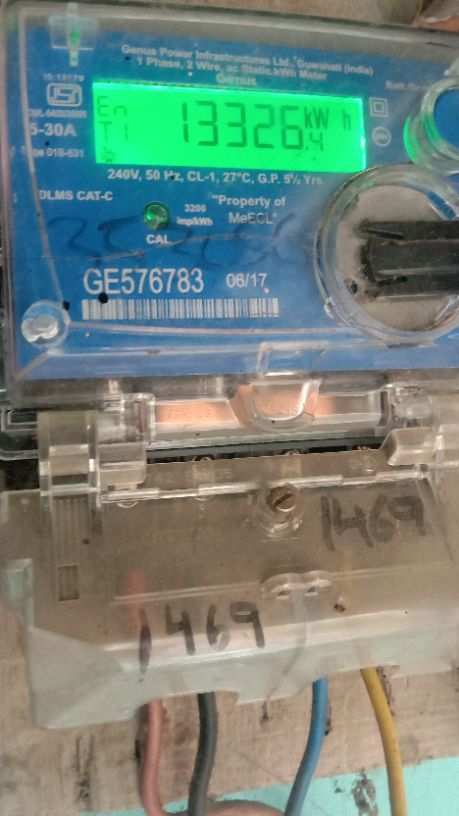 Genus Power Infrastructures Ltd., Guwahati (India)
1 Phase, 2 Wire, ac Static kWh Meter
Genus
IS:13779
En
T1
13326.4 kW h
5-30A
240V, 50 Hz, CL-1, 27°C, G.P. 5½ Yrs
DLMS CAT-C
3200
imp/kWh
"Property of
MeECL"
CAL
GE576783 06/17
1469
1469